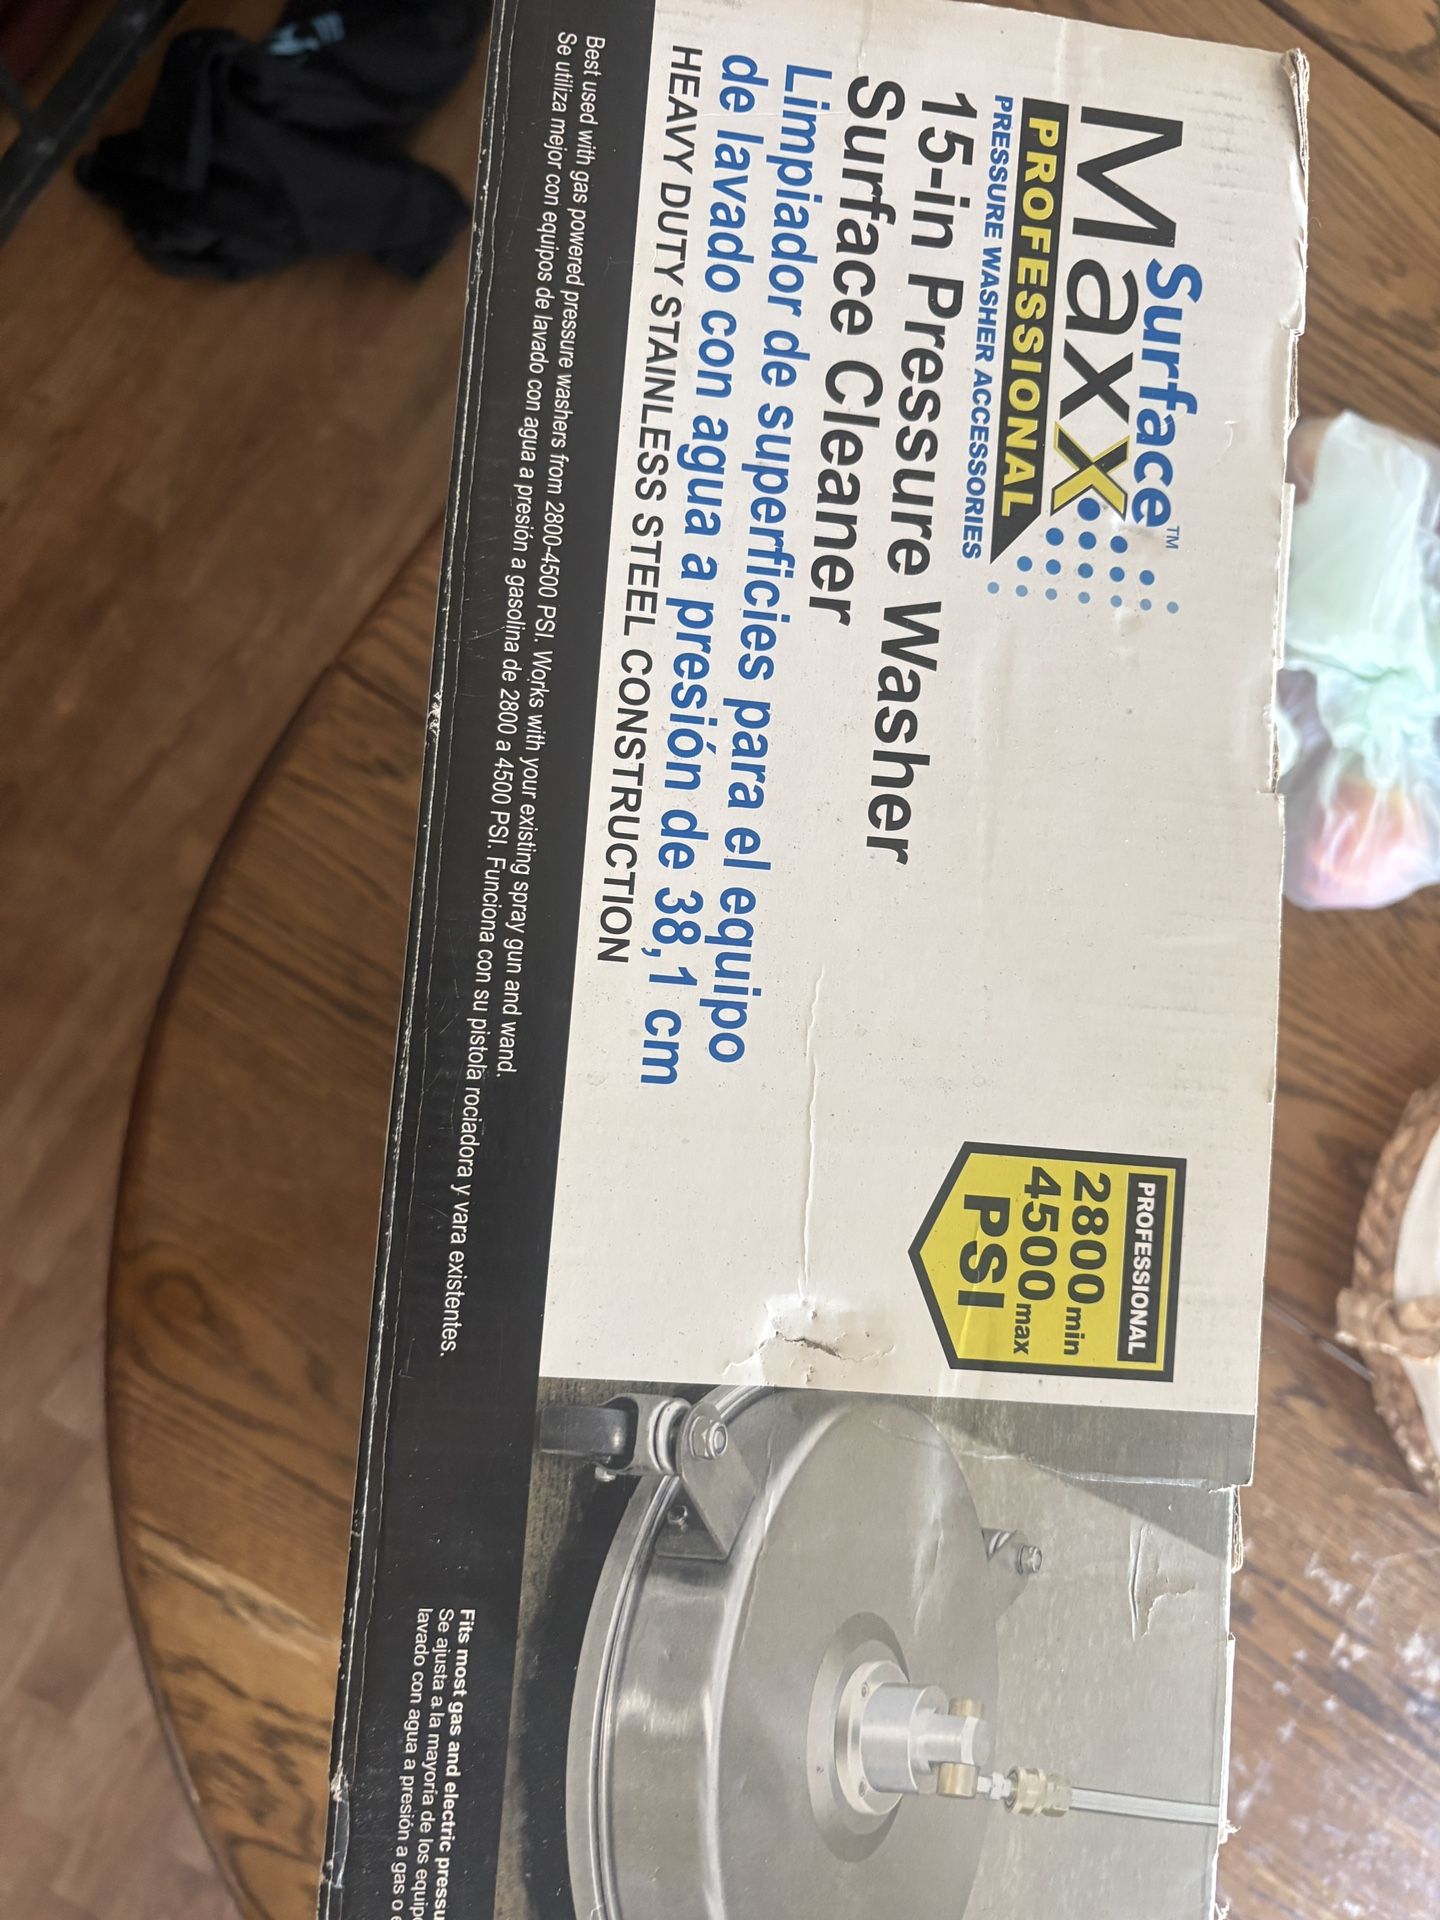 Surface™
Maxx
PROFESSIONAL
PRESSURE WASHER ACCESSORIES
15-in Pressure Washer
Surface Cleaner
Limpiador de superficies para el equipo
de lavado con agua a presión de 38,1 cm
HEAVY DUTY STAINLESS STEEL CONSTRUCTION
PROFESSIONAL
2800 min
4500 max
PSI
Best used with gas powered pressure washers from 2800-4500 PSI. Works with your existing spray gun and wand.
Se utiliza mejor con equipos de lavado con agua a presión a gasolina de 2800 a 4500 PSI. Funciona con su pistola rociadora y vara existentes.
Fits most gas and electric
Se ajusta a la mayoría de los
lavado con agua a presión a gas o